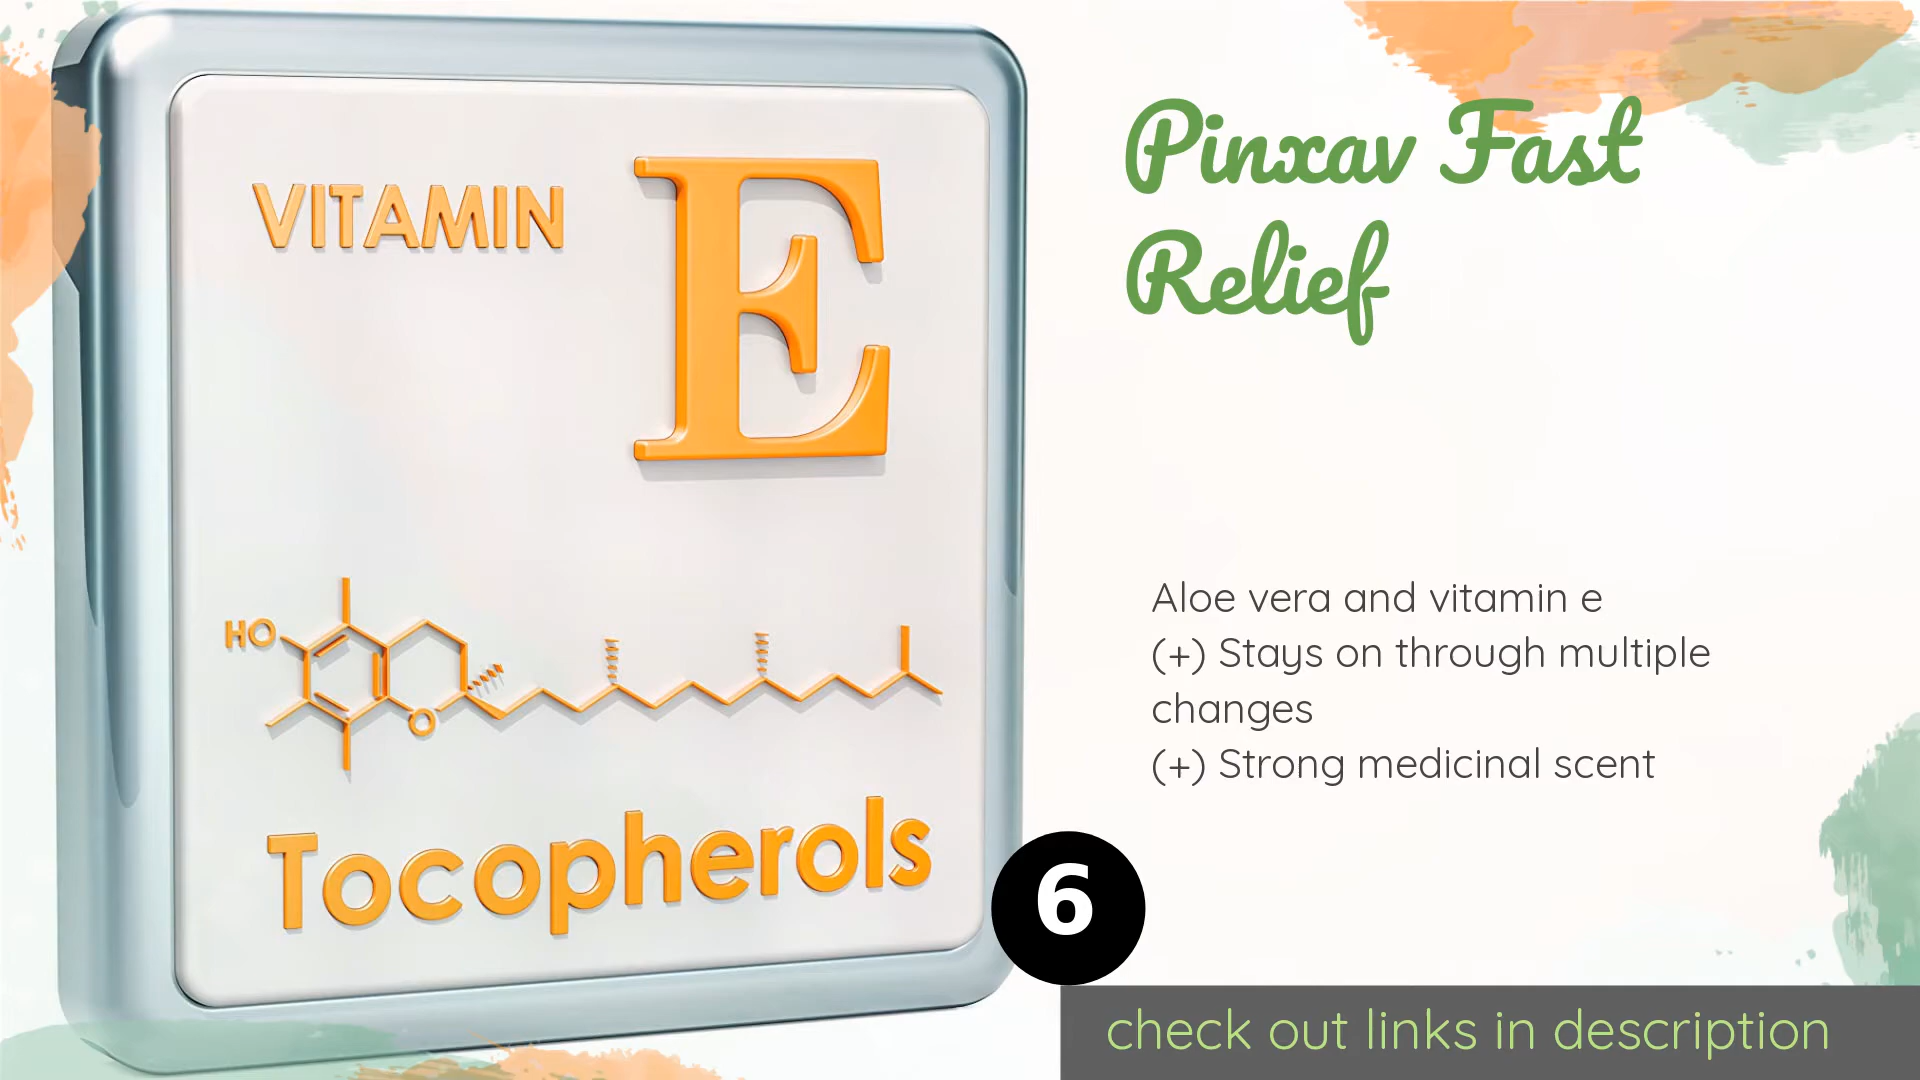 VITAMIN E
HO
O
Tocopherols
Pinxav Fast
Relief
Aloe vera and vitamin e
(+) Stays on through multiple
changes
(+) Strong medicinal scent
6
check out links in description